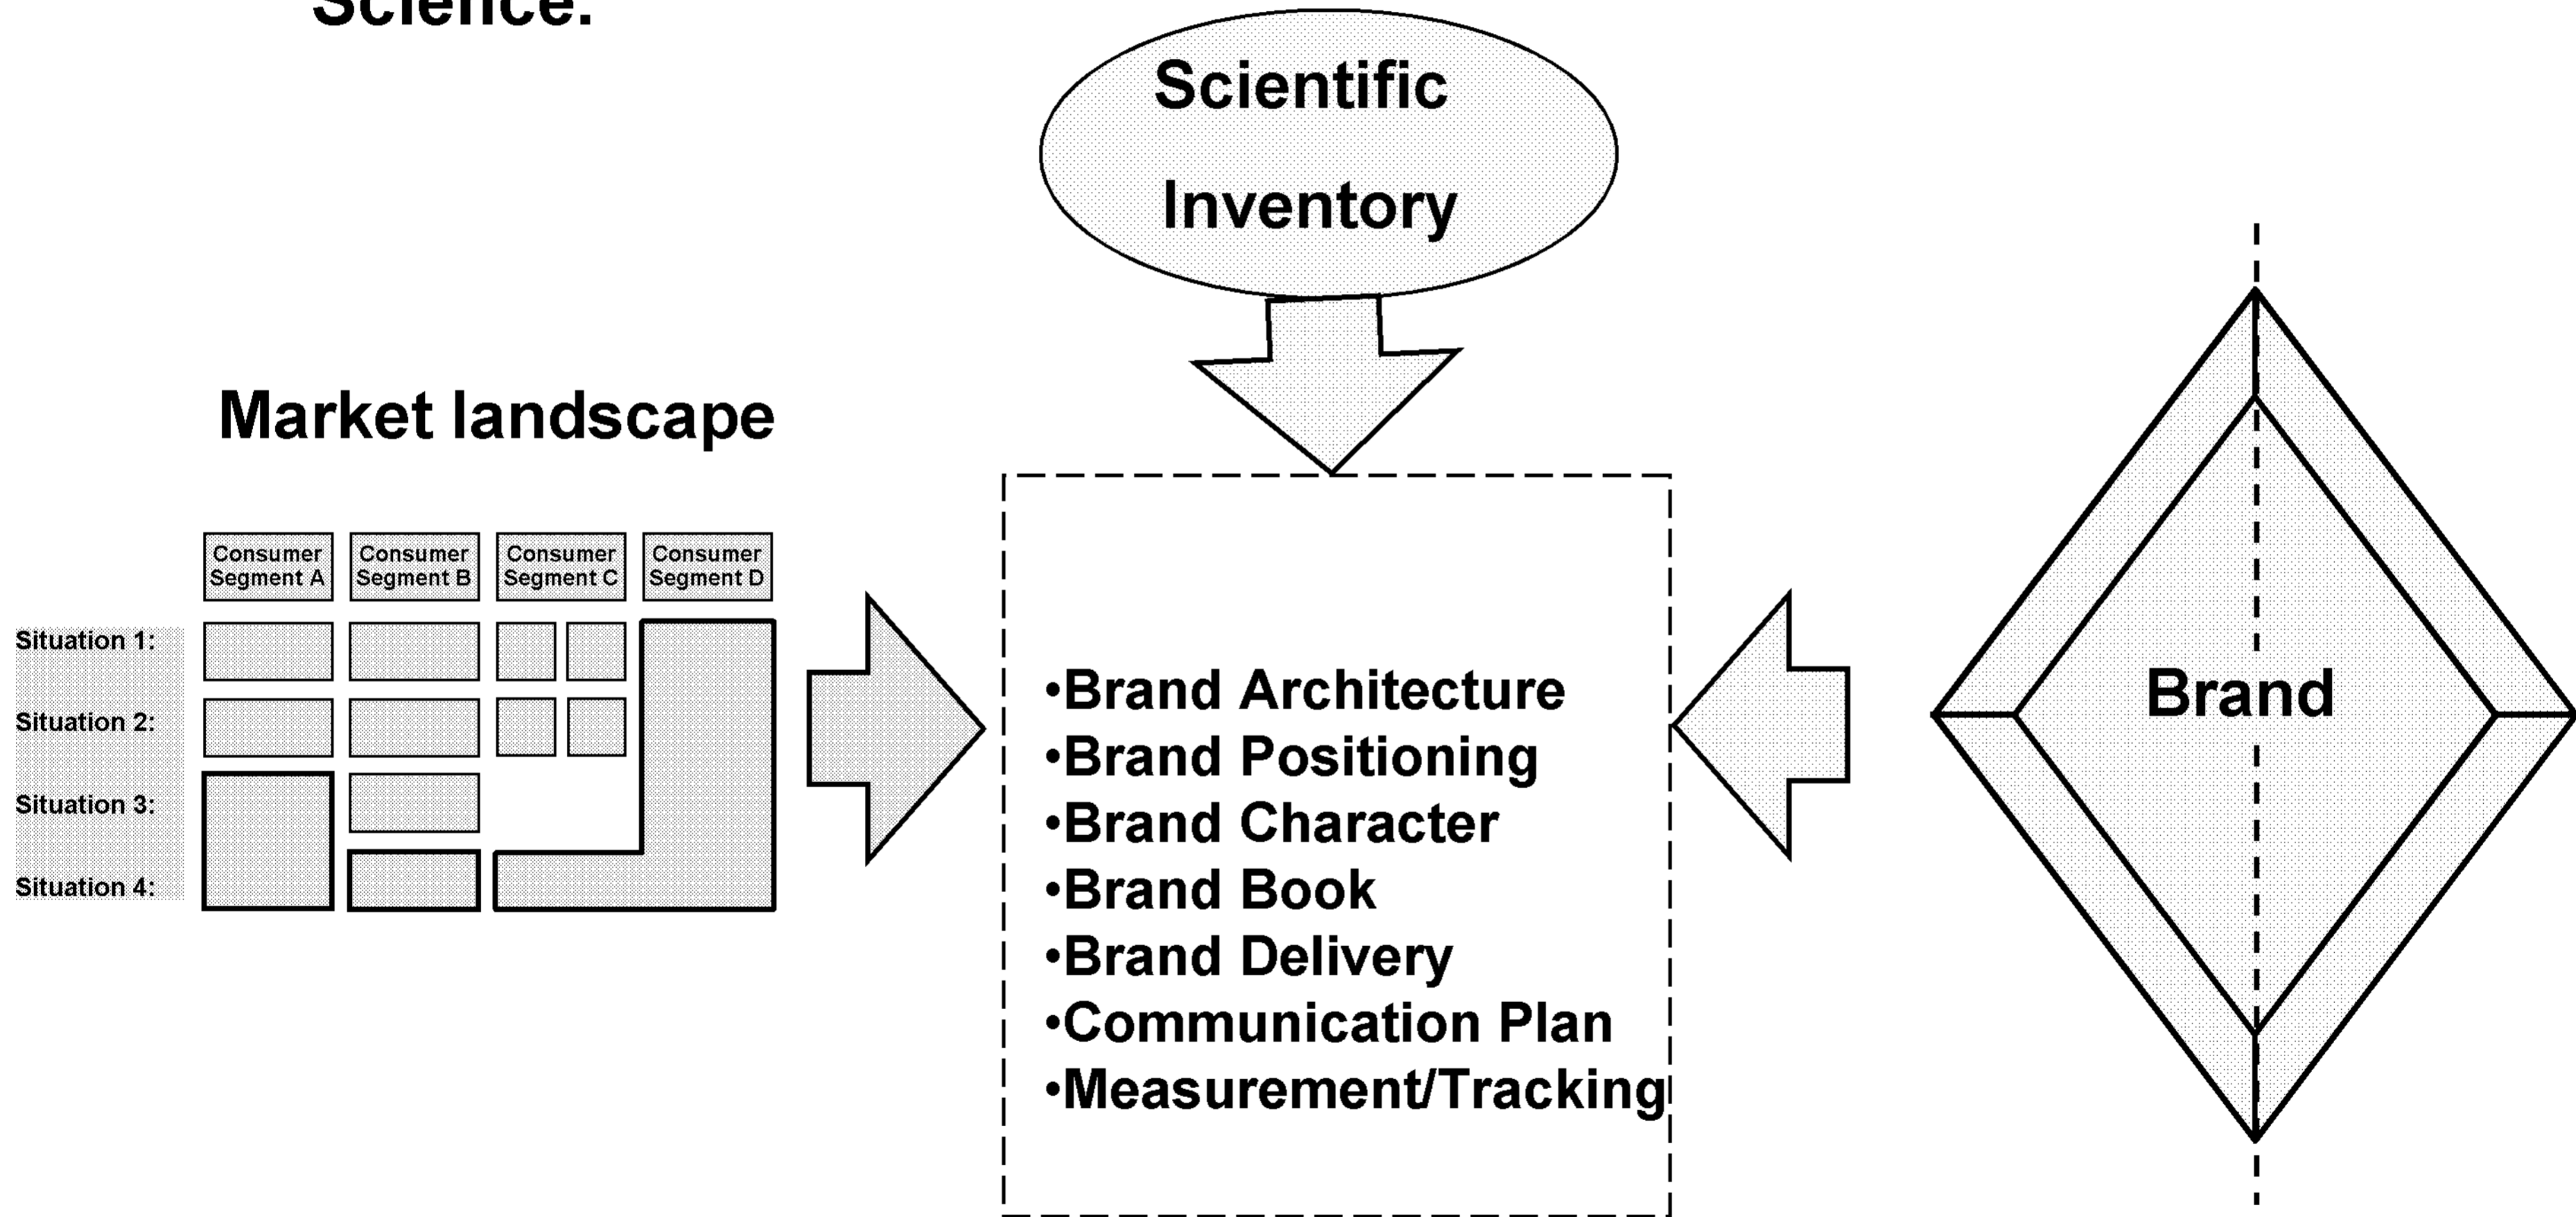 Science.
Scientific
Inventory
Market landscape
Consumer Segment A
Consumer Segment B
Consumer Segment C
Consumer Segment D
Situation 1:
Situation 2:
Situation 3:
Situation 4:
•Brand Architecture
•Brand Positioning
•Brand Character
•Brand Book
•Brand Delivery
•Communication Plan
•Measurement/Tracking
Brand